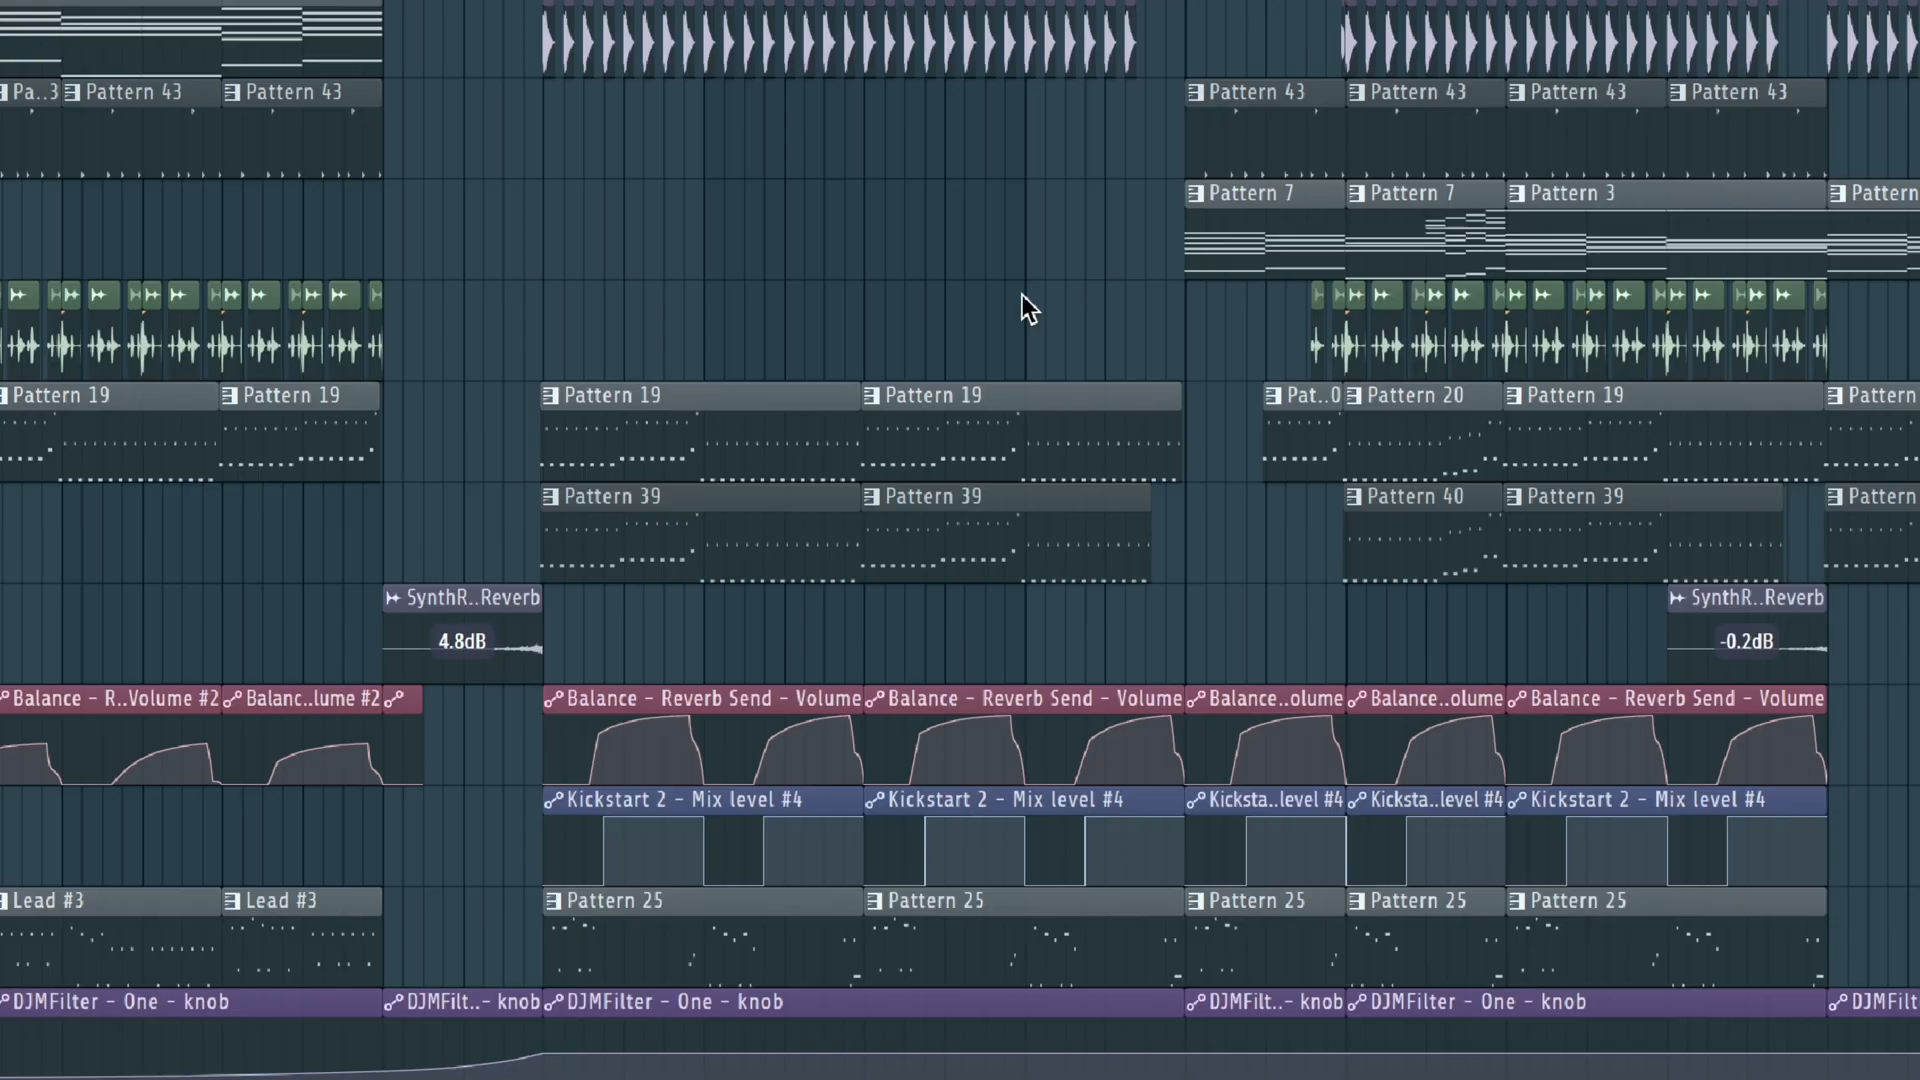 Pa..3 Pattern 43 Pattern 43 Pattern 43 Pattern 43 Pattern 43 Pattern 43
Pattern 7 Pattern 7 Pattern 3 Pattern
Pattern 19 Pattern 19 Pattern 19 Pattern 19 Pat..0 Pattern 20 Pattern 19 Pattern
Pattern 39 Pattern 39 Pattern 40 Pattern 39 Pattern
SynthR..Reverb SynthR..Reverb
4.8dB -0.2dB
Balance - R..Volume #2 Balanc..lume #2 Balance - Reverb Send - Volume Balance - Reverb Send - Volume Balance..olume Balance..olume Balance - Reverb Send - Volume
Kickstart 2 - Mix level #4 Kickstart 2 - Mix level #4 Kicksta..level #4 Kicksta..level #4 Kickstart 2 - Mix level #4
Lead #3 Lead #3 Pattern 25 Pattern 25 Pattern 25 Pattern 25 Pattern 25
DJMFilter - One - knob DJMFilt..- knob DJMFilter - One - knob DJMFilt..- knob DJMFilter - One - knob DJMFilt